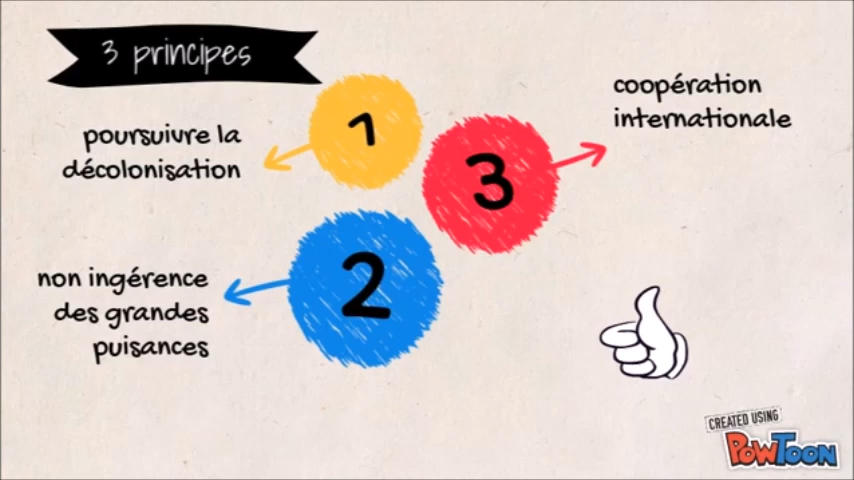 3 principes
1
poursuivre la
décolonisation
2
non ingérence
des grandes
puisances
3
coopération
internationale
CREATED USING
POWTOON